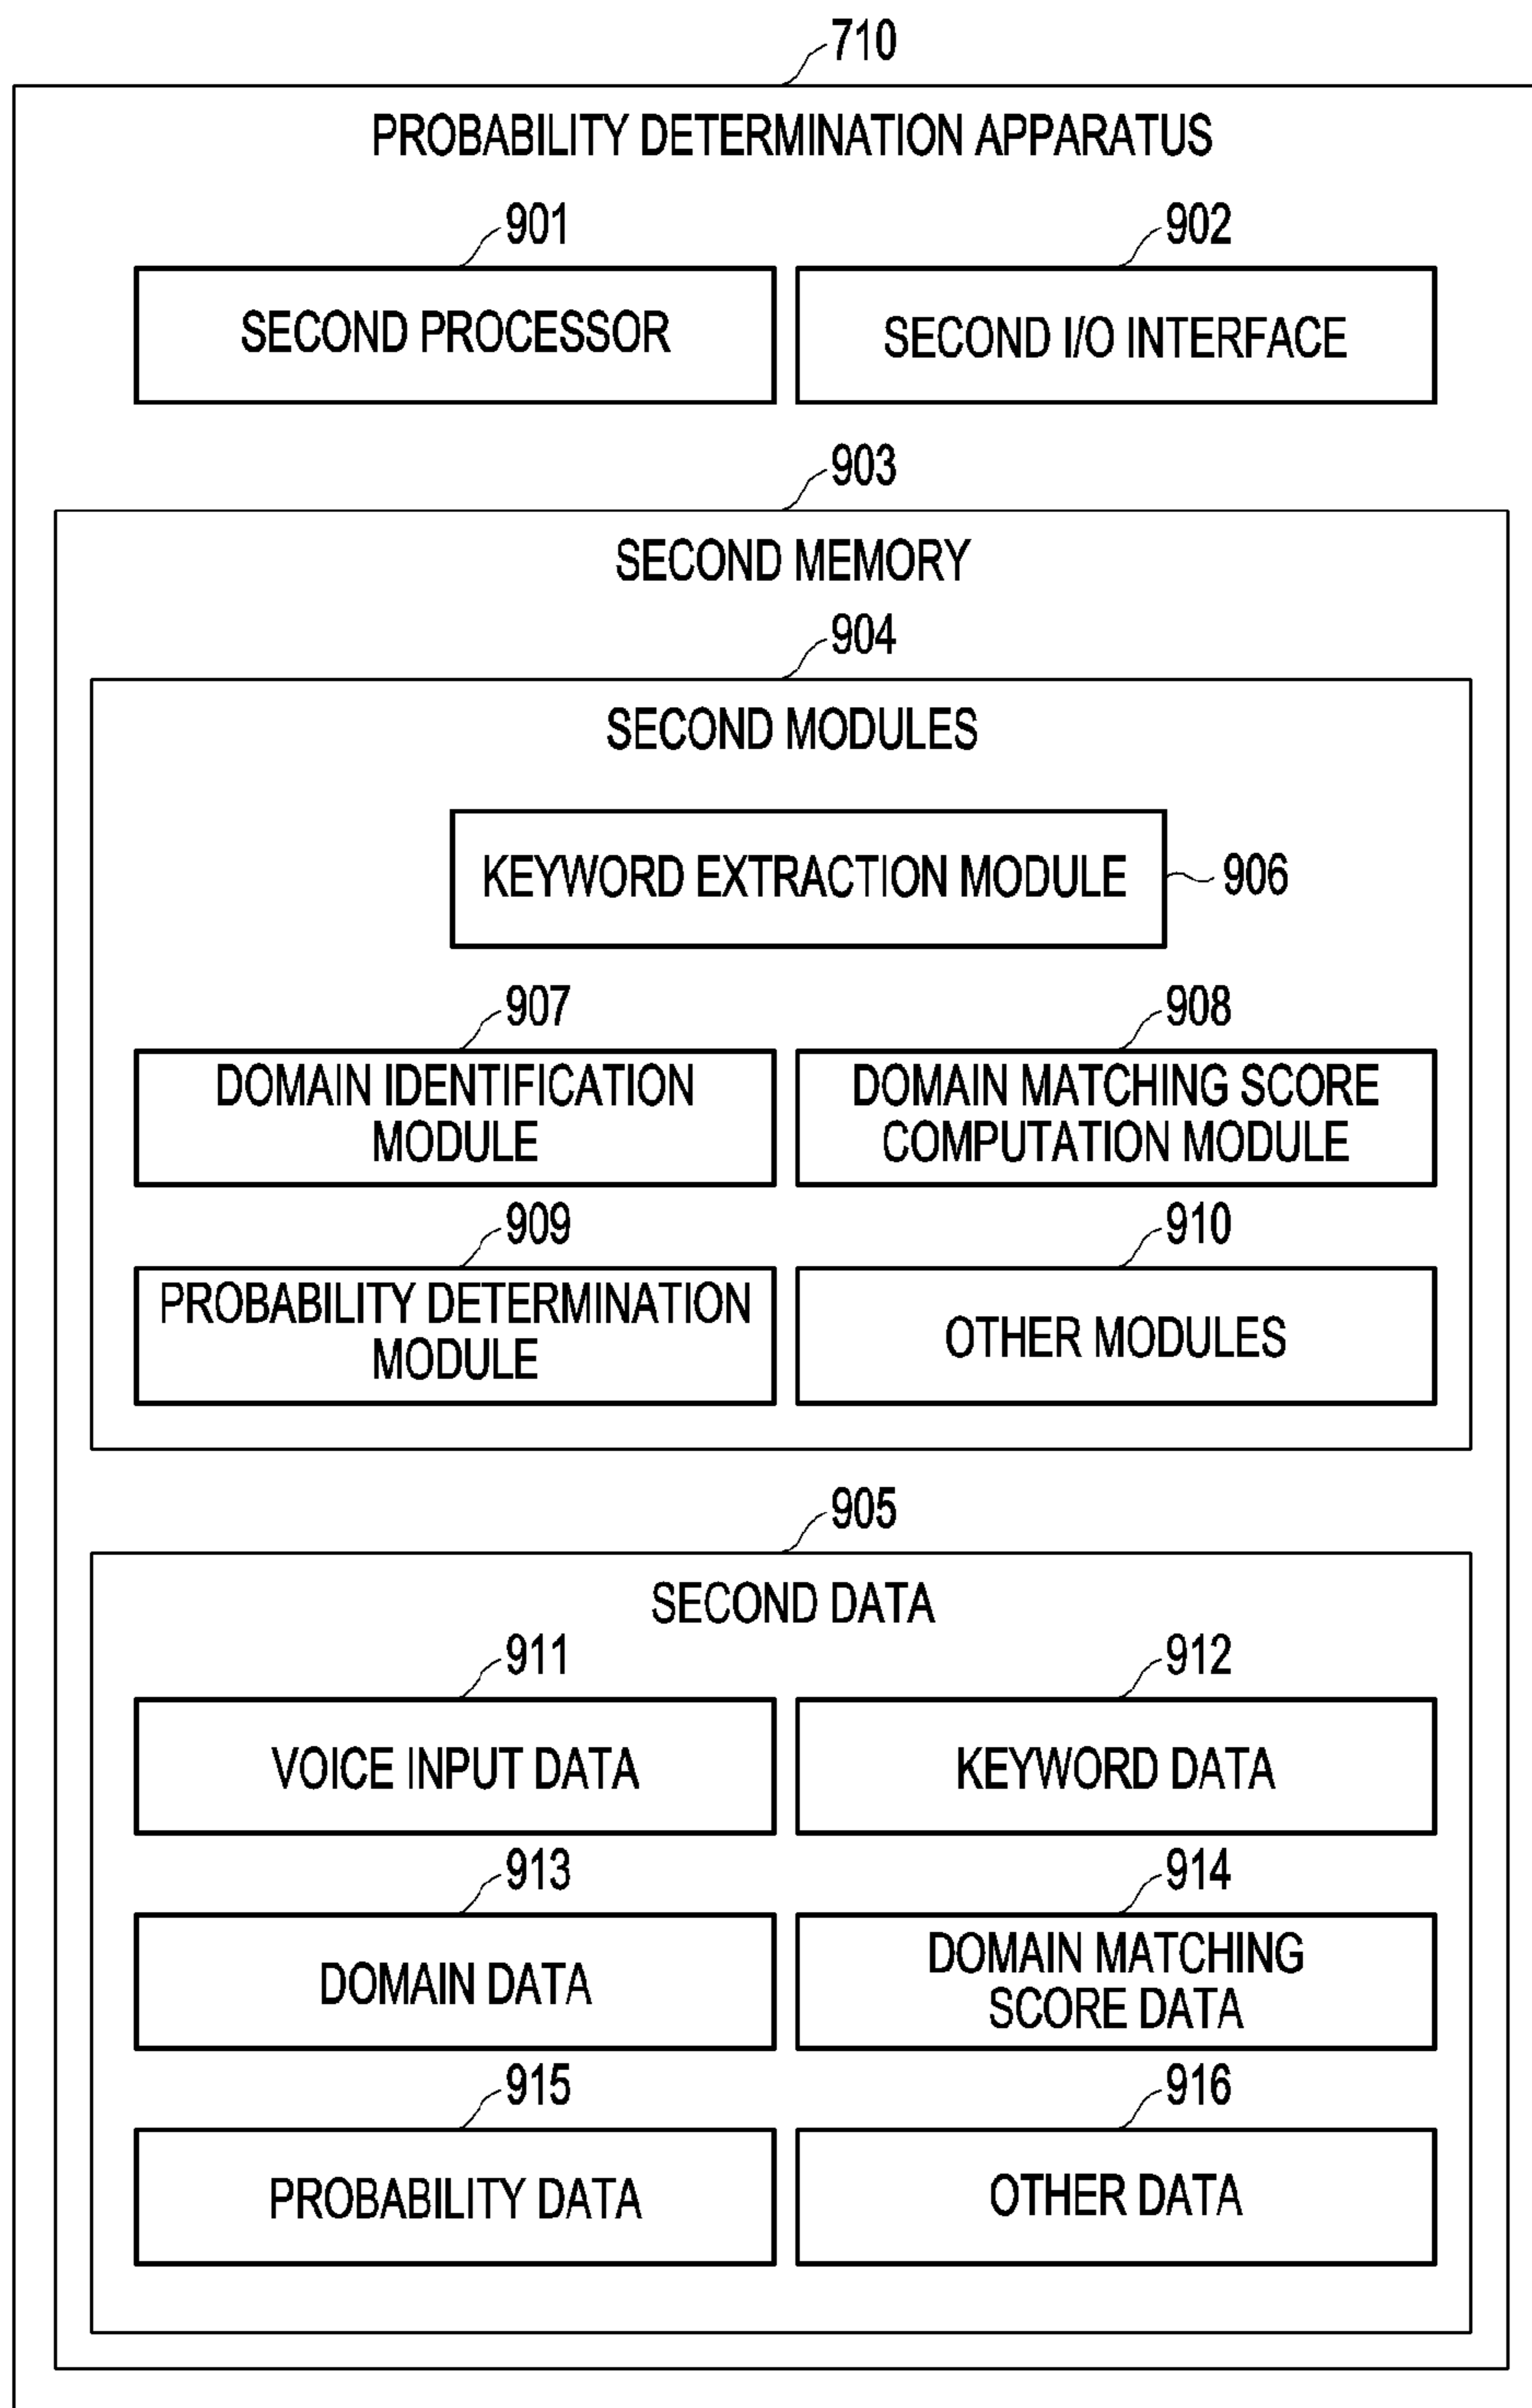 710
PROBABILITY DETERMINATION APPARATUS
901
902
SECOND PROCESSOR
SECOND I/O INTERFACE
903
SECOND MEMORY
904
SECOND MODULES
KEYWORD EXTRACTION MODULE
906
907
908
DOMAIN IDENTIFICATION
MODULE
DOMAIN MATCHING SCORE
COMPUTATION MODULE
909
910
PROBABILITY DETERMINATION
MODULE
OTHER MODULES
905
SECOND DATA
911
912
VOICE INPUT DATA
KEYWORD DATA
913
914
DOMAIN DATA
DOMAIN MATCHING
SCORE DATA
915
916
PROBABILITY DATA
OTHER DATA